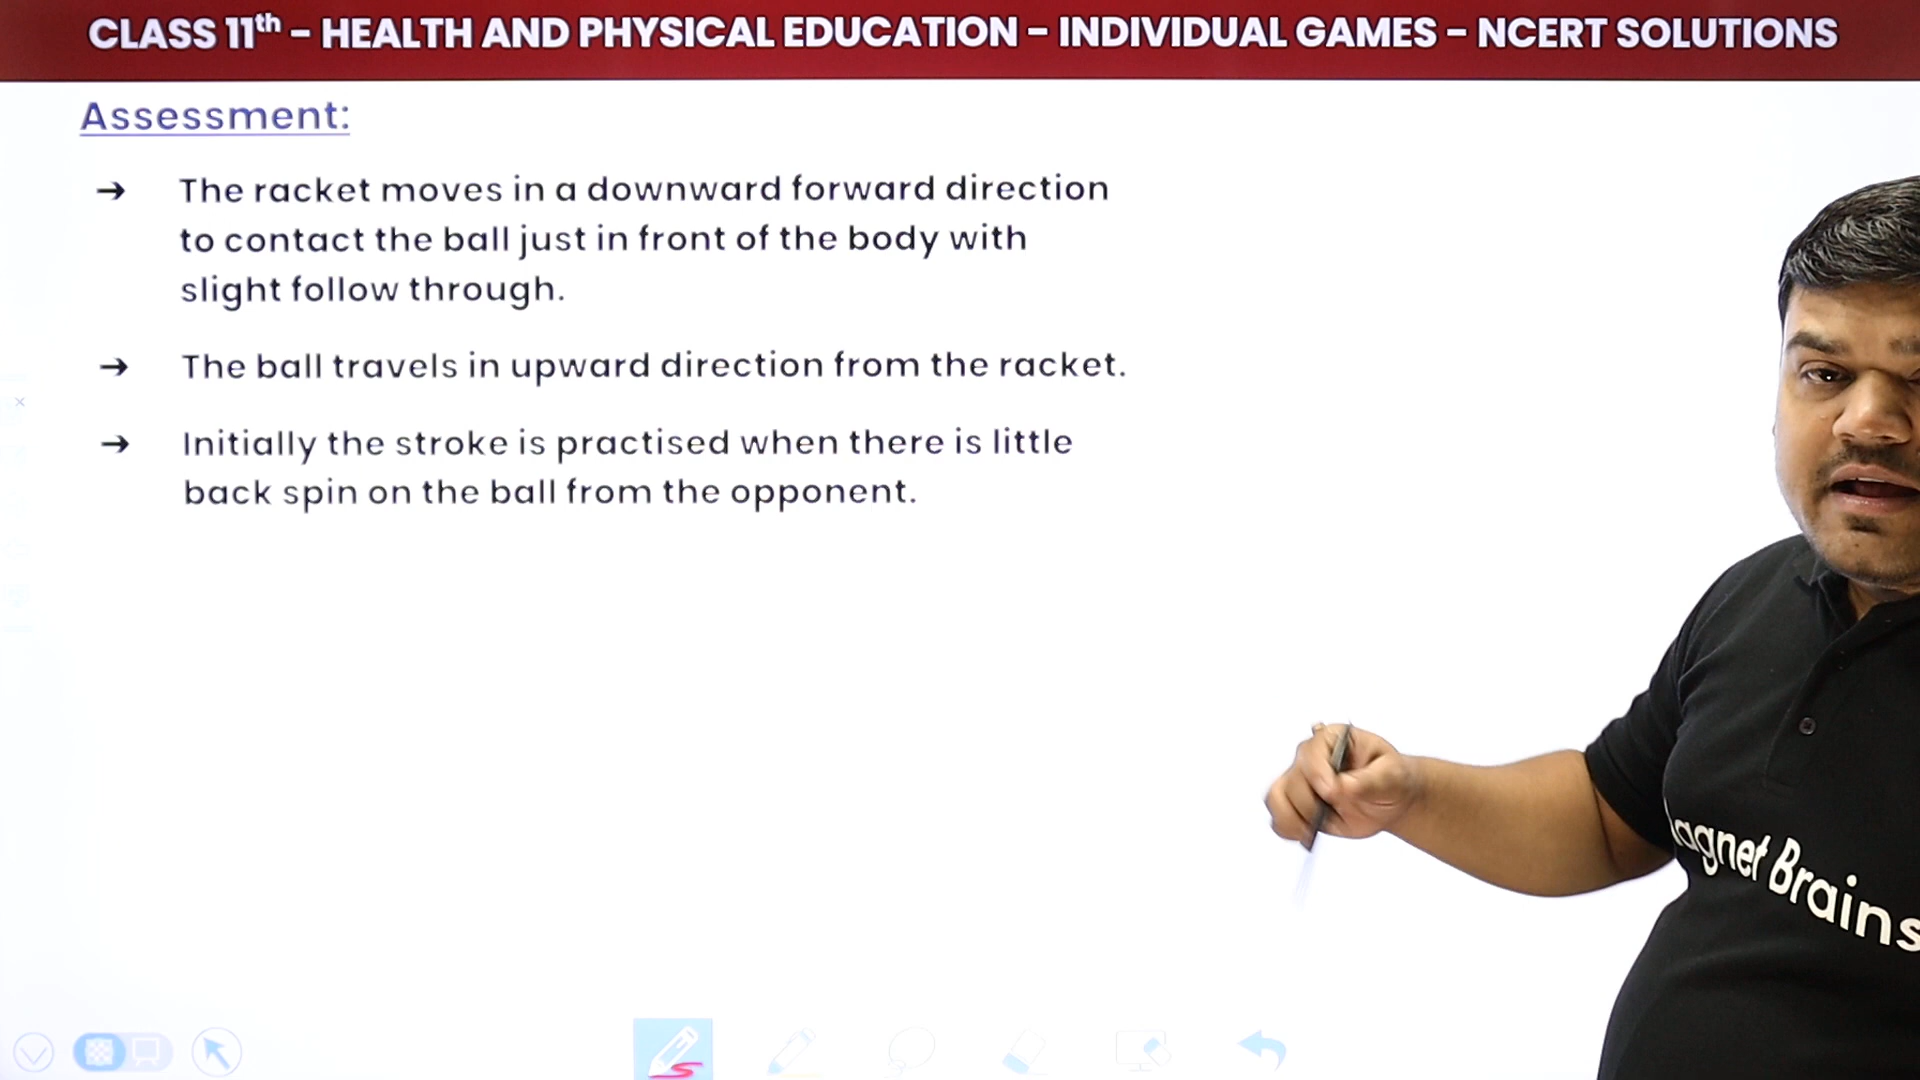 CLASS 11th – HEALTH AND PHYSICAL EDUCATION – INDIVIDUAL GAMES – NCERT SOLUTIONS
Assessment:
→ The racket moves in a downward forward direction
to contact the ball just in front of the body with
slight follow through.
→ The ball travels in upward direction from the racket.
→ Initially the stroke is practised when there is little
back spin on the ball from the opponent.
agnet Brains